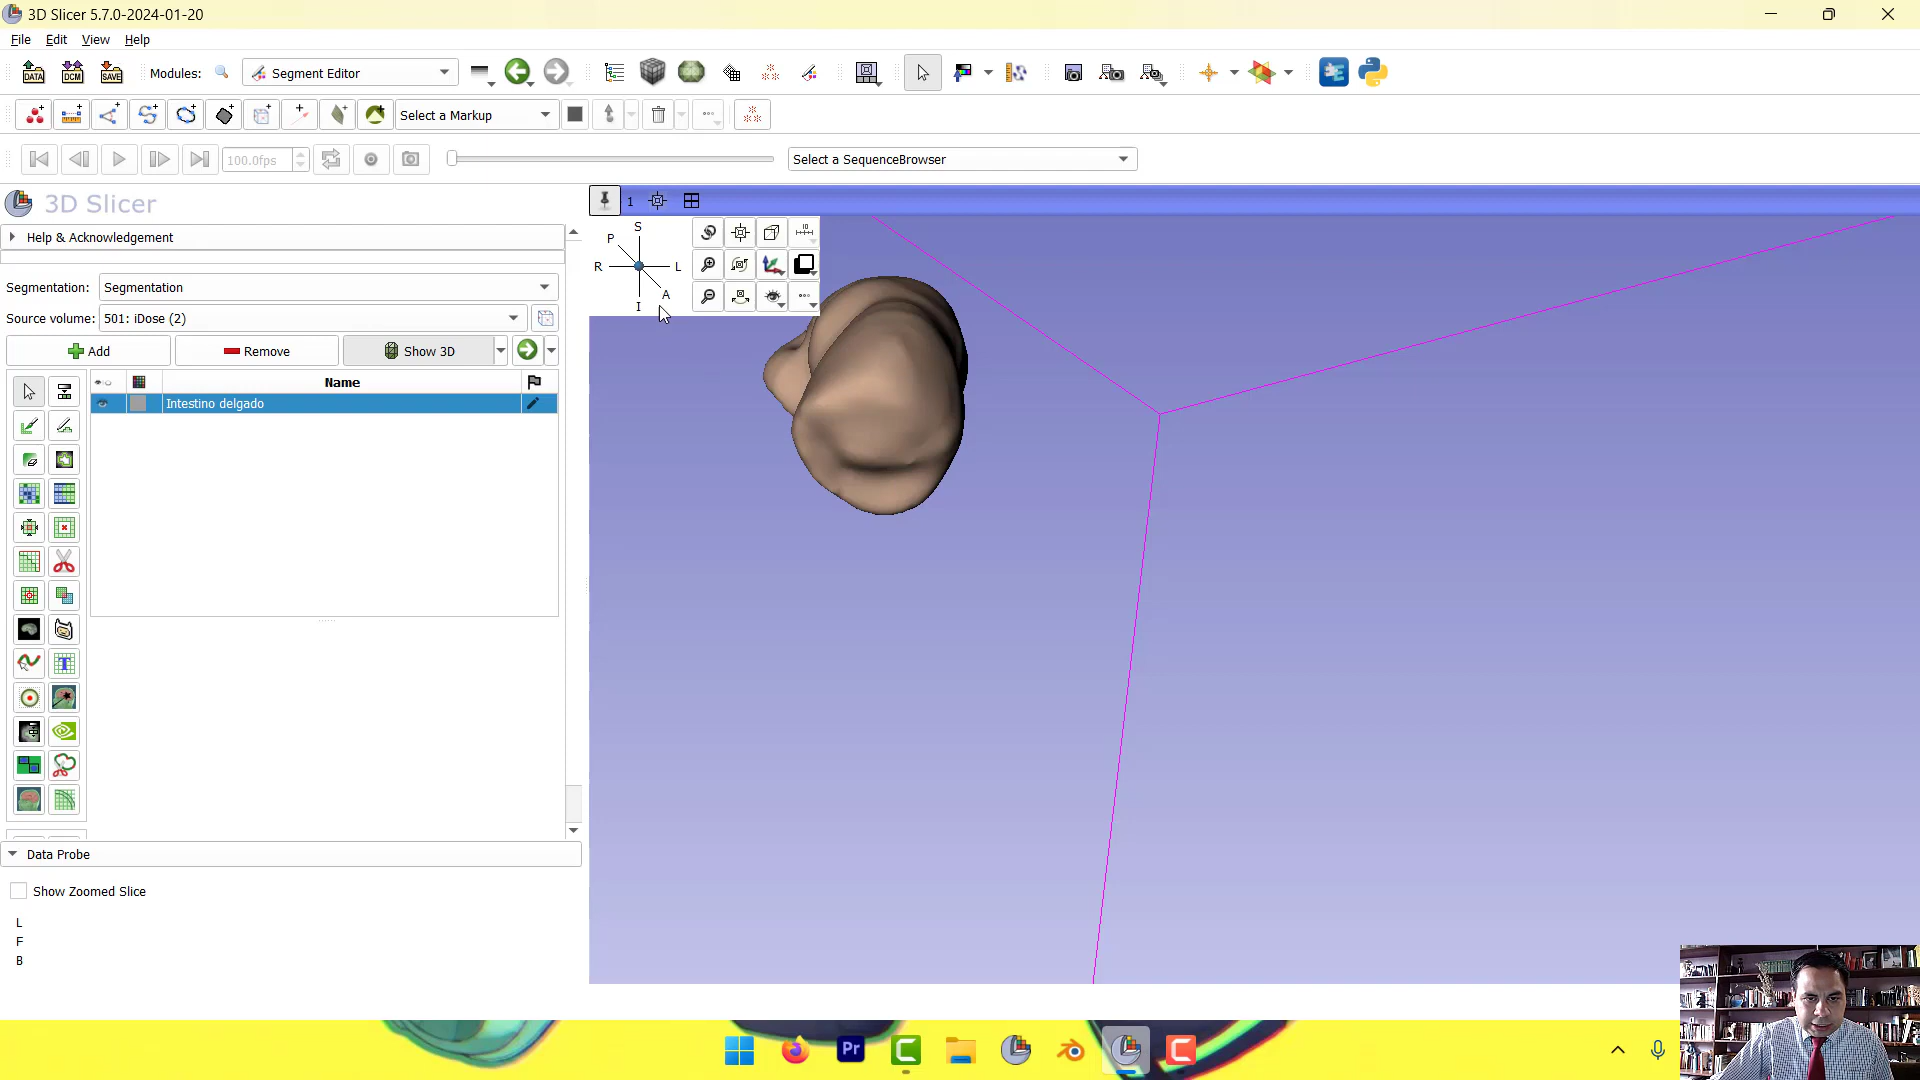 3D Slicer 5.7.0-2024-01-20
File Edit View Help
DATA DCM SAVE Modules: Segment Editor
Select a Markup
100.0fps Select a SequenceBrowser
3D Slicer
1
Help & Acknowledgement
S
P
R L
A
I
Segmentation: Segmentation
Source volume: 501: iDose (2)
Add Remove Show 3D
Name
Intestino delgado
T
Data Probe
Show Zoomed Slice
L
F
B
Pr